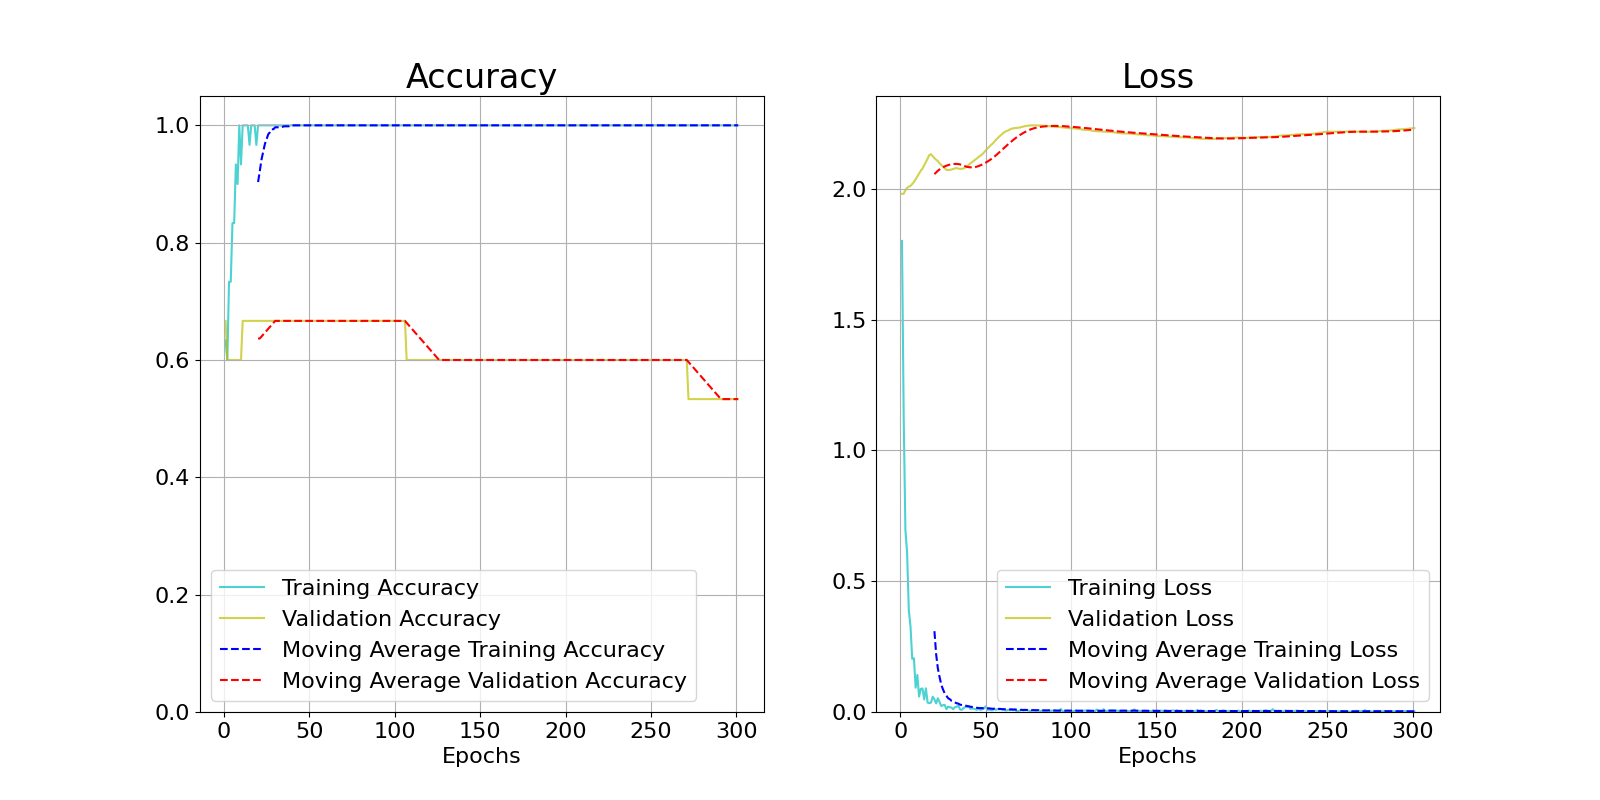 Accuracy
1.0
0.8
0.6
0.4
0.2
0.0
0 50 100 150 200 250 300
Epochs
Training Accuracy
Validation Accuracy
Moving Average Training Accuracy
Moving Average Validation Accuracy
Loss
2.0
1.5
1.0
0.5
0.0
0 50 100 150 200 250 300
Epochs
Training Loss
Validation Loss
Moving Average Training Loss
Moving Average Validation Loss